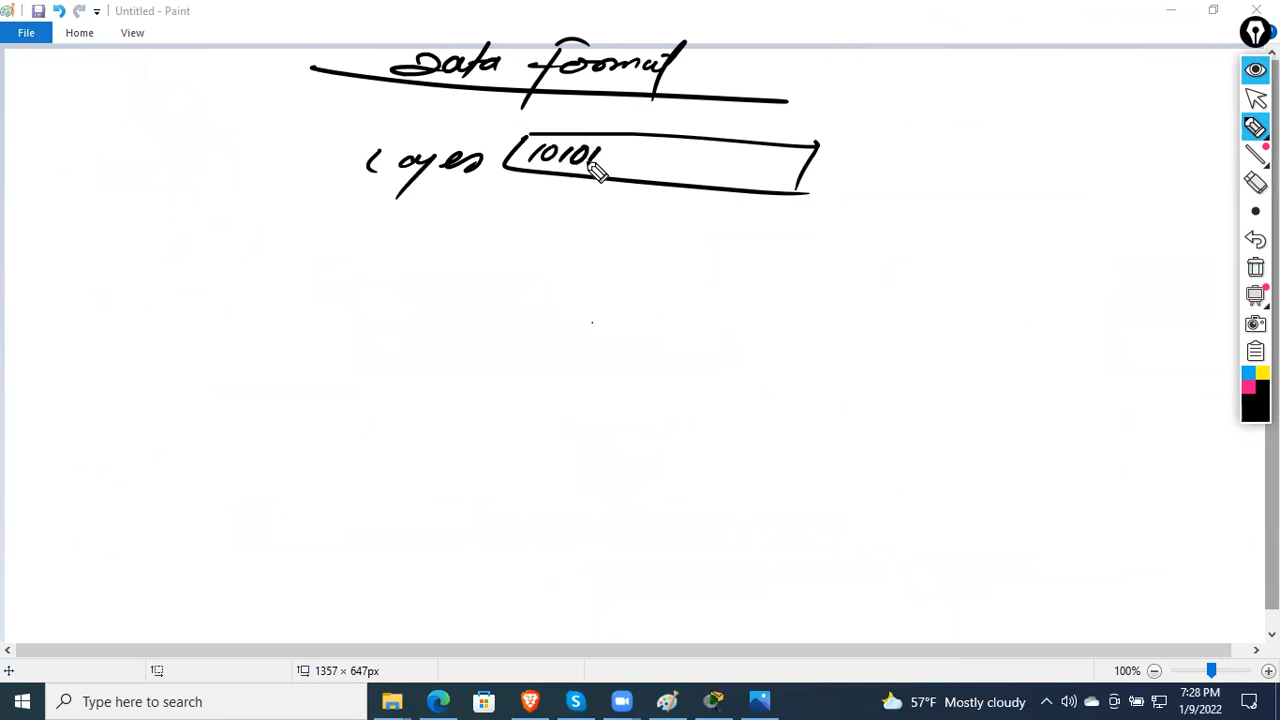 Untitled - Paint
File Home View
Data format
Layes 10101
1357 × 647px
100%
Type here to search
57°F Mostly cloudy
7:28 PM
1/9/2022